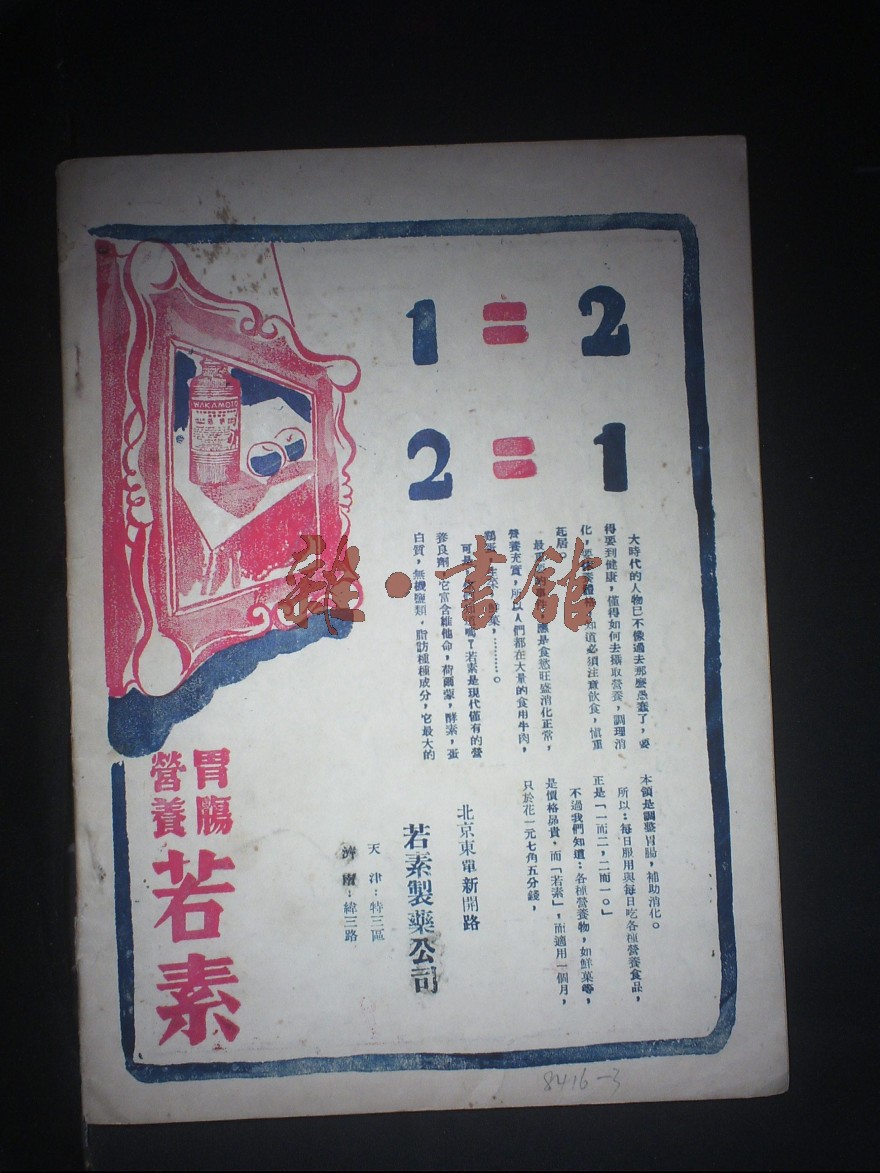 1 = 2
2 = 1
WAKAMOTO
大時代的人物已不像過去那麼愚蠢了，要
得要到健康，僅得如何去攝取營養，調理消
化，知道必須注意飲食，慎重
起居。
最應是食慾旺盛消化正常，
營養充實，所以人們都在大量的食用牛肉，
雞菓，………。
可是嗎？若素是現代僅有的營
養良劑它富含維他命，荷爾蒙，酵素，蛋
白質，無機鹽類，脂肪種種成分，它最大的
本領是調整胃腸，補助消化。
所以：每日服用與每日吃各種營養食品，
正是「一而二，二而一。」
不過我們知道：各種營養物，如鮮菓等，
是價格昂貴，而「若素」，而適用一個月，
只於花一元七角五分錢，
北京東單新開路
若素製藥公司
天津：特三區
濟南：緯三路
胃腸
營養
若素
雜·書館
8416-3